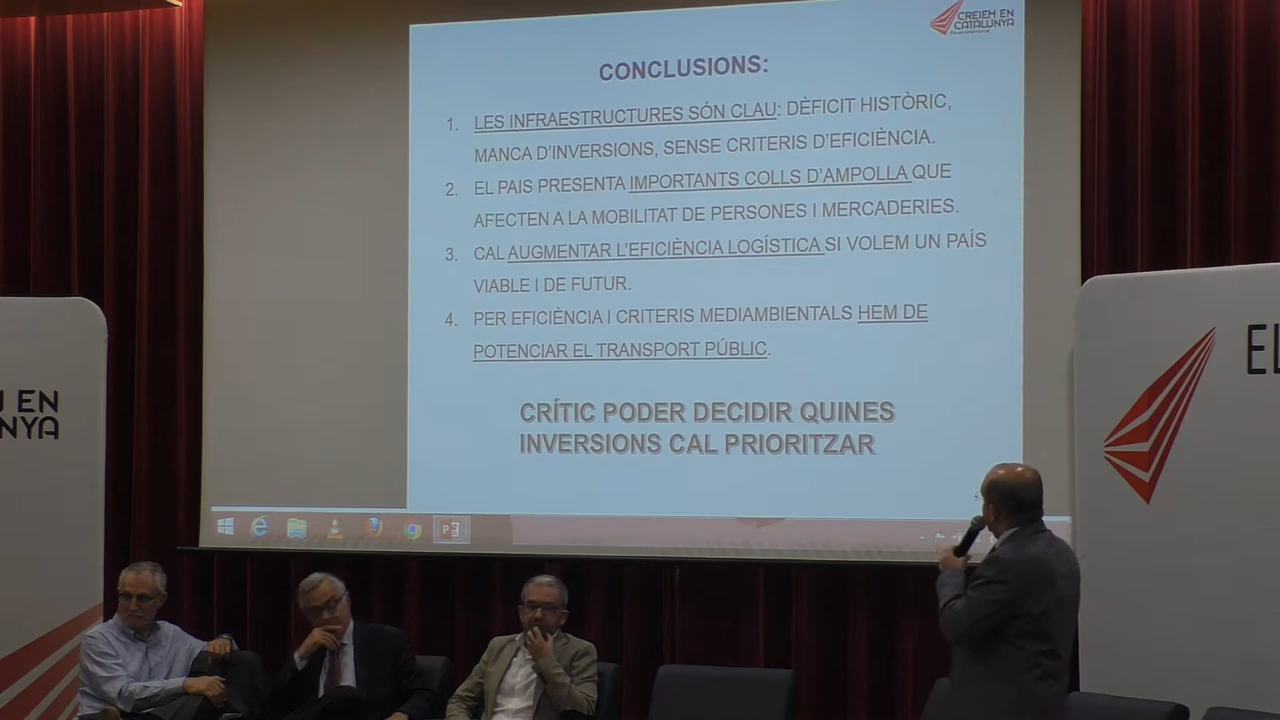 CREIEM EN
CATALUNYA
CONCLUSIONS:
1. LES INFRAESTRUCTURES SÓN CLAU: DÈFICIT HISTÒRIC,
MANCA D'INVERSIONS, SENSE CRITERIS D'EFICIÈNCIA.
2. EL PAIS PRESENTA IMPORTANTS COLLS D'AMPOLLA QUE
AFECTEN A LA MOBILITAT DE PERSONES I MERCADERIES.
3. CAL AUGMENTAR L'EFICIÈNCIA LOGÍSTICA SI VOLEM UN PAÍS
VIABLE I DE FUTUR.
4. PER EFICIÈNCIA I CRITERIS MEDIAMBIENTALS HEM DE
POTENCIAR EL TRANSPORT PÚBLIC.
CRÍTIC PODER DECIDIR QUINES
INVERSIONS CAL PRIORITZAR
EN
NYA
EL